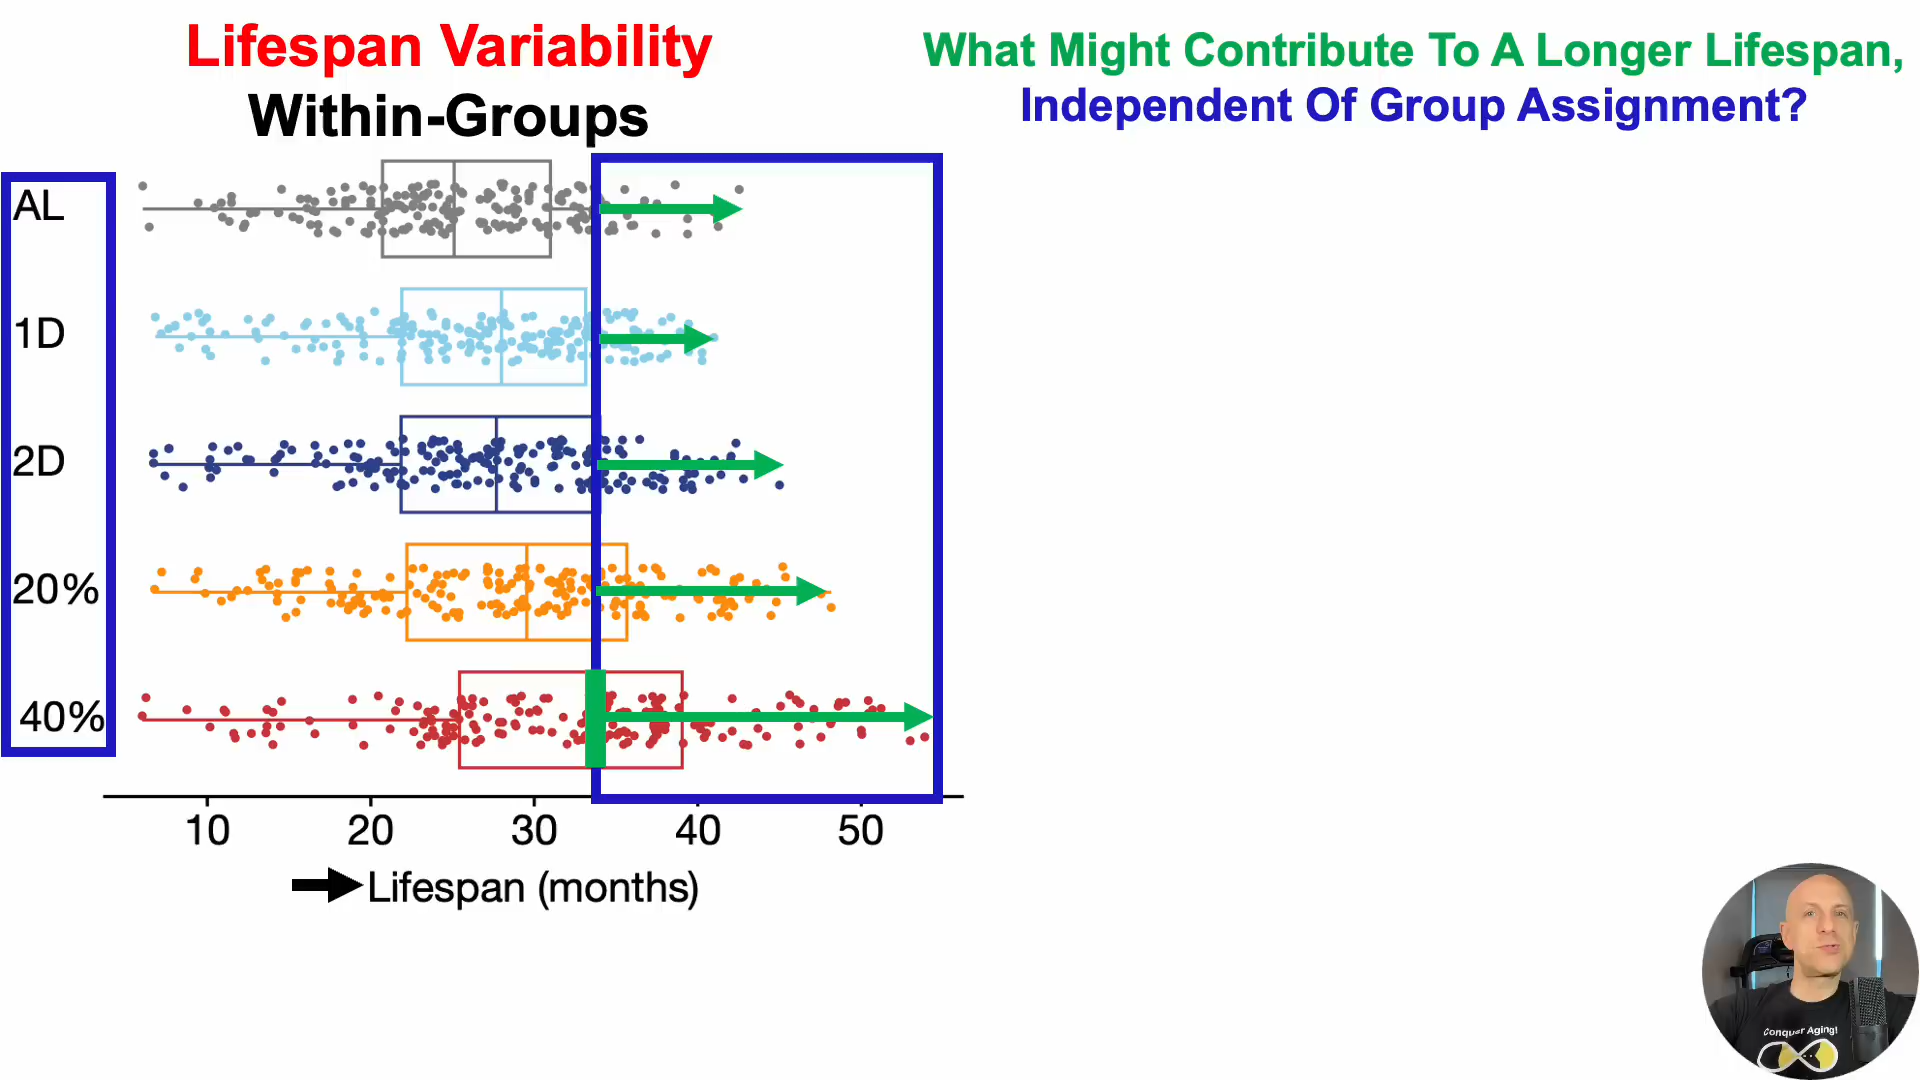 Lifespan Variability
Within-Groups
What Might Contribute To A Longer Lifespan,
Independent Of Group Assignment?
AL
1D
2D
20%
40%
10 20 30 40 50
Lifespan (months)
Conquer Aging!